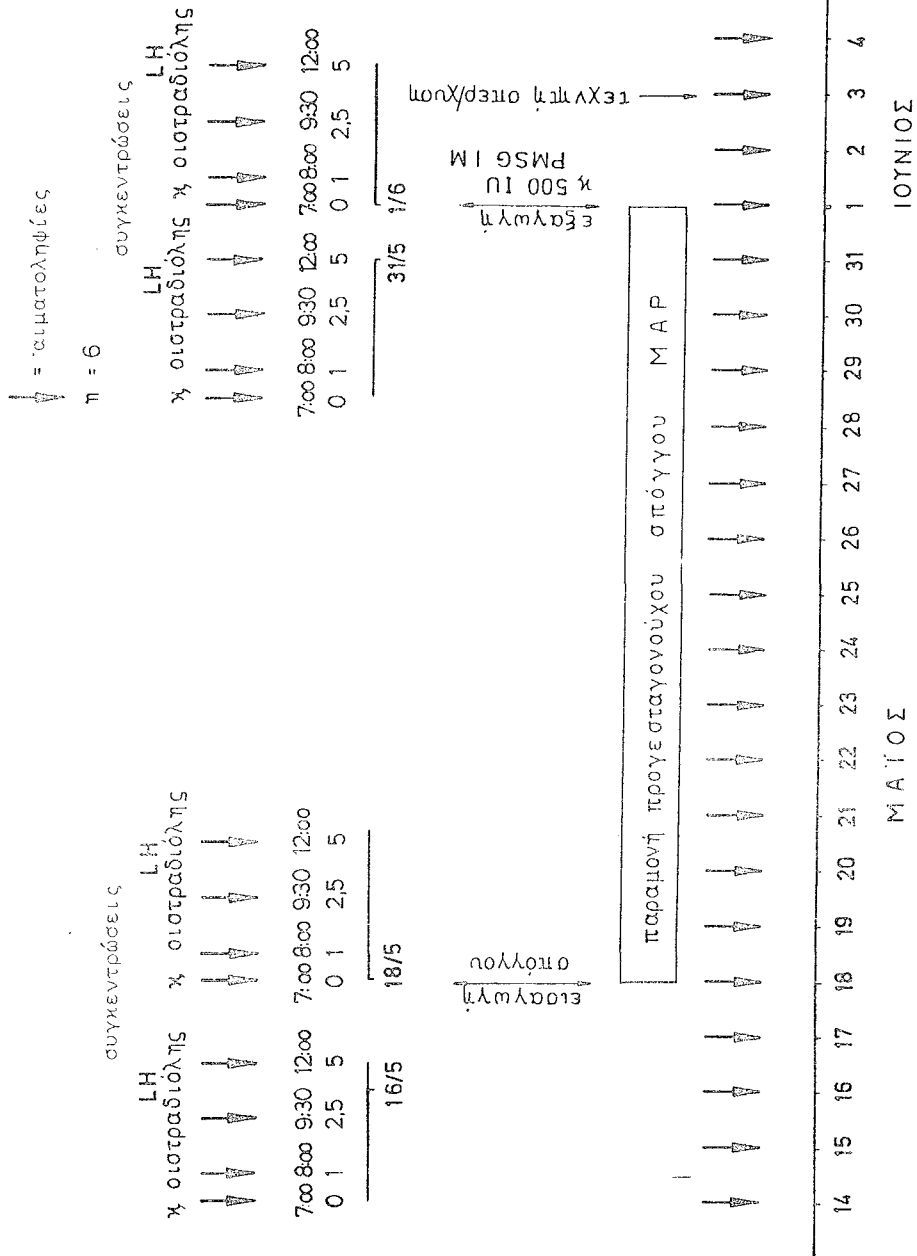 = αιματοληψίες
η = 6
συγκεντρώσεις
LH
ϗ οιστραδιόλης
7:00 8:00 9:30 12:00
0 1 2,5 5
16/5
LH
ϗ οιστραδιόλης
7:00 8:00 9:30 12:00
0 1 2,5 5
18/5
συγκεντρώσεις
LH
ϗ οιστραδιόλης
7:00 8:00 9:30 12:00
0 1 2,5 5
31/5
LH
ϗ οιστραδιόλης
7:00 8:00 9:30 12:00
0 1 2,5 5
1/6
εισαγωγή
σπόγγου
εξαγωγή
ϗ 500 IU
PMSG IM
τεχνητή σπερ/χυση
παραμονή προγεσταγονούχου σπόγγου MAP
14 15 16 17 18 19 20 21 22 23 24 25 26 27 28 29 30 31 1 2 3 4
ΜΑΪΟΣ ΙΟΥΝΙΟΣ